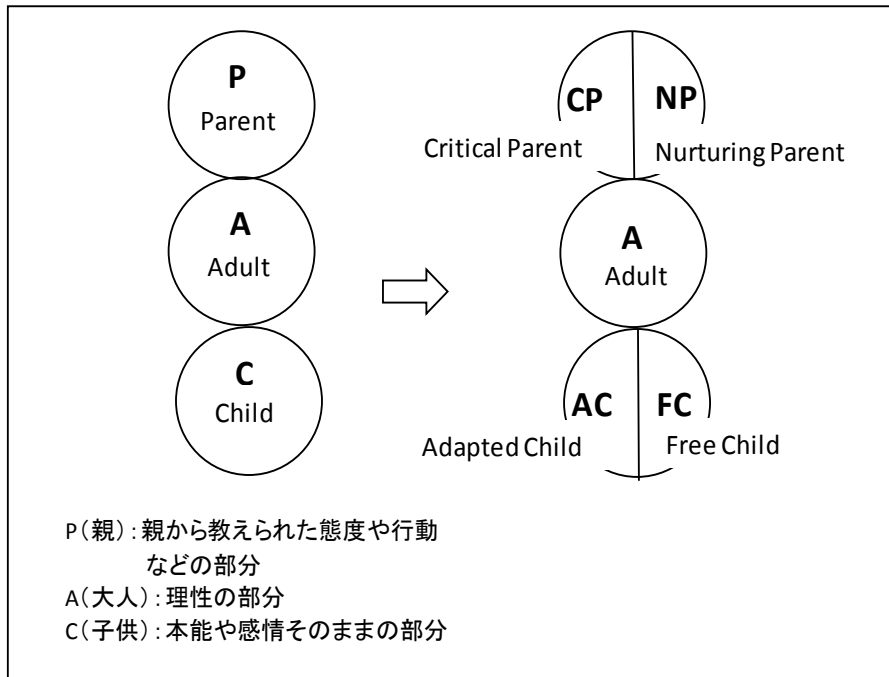 P
Parent
A
Adult
C
Child
CP
NP
Critical Parent
Nurturing Parent
A
Adult
AC
FC
Adapted Child
Free Child
P(親):親から教えられた態度や行動
などの部分
A(大人):理性の部分
C(子供):本能や感情そのままの部分